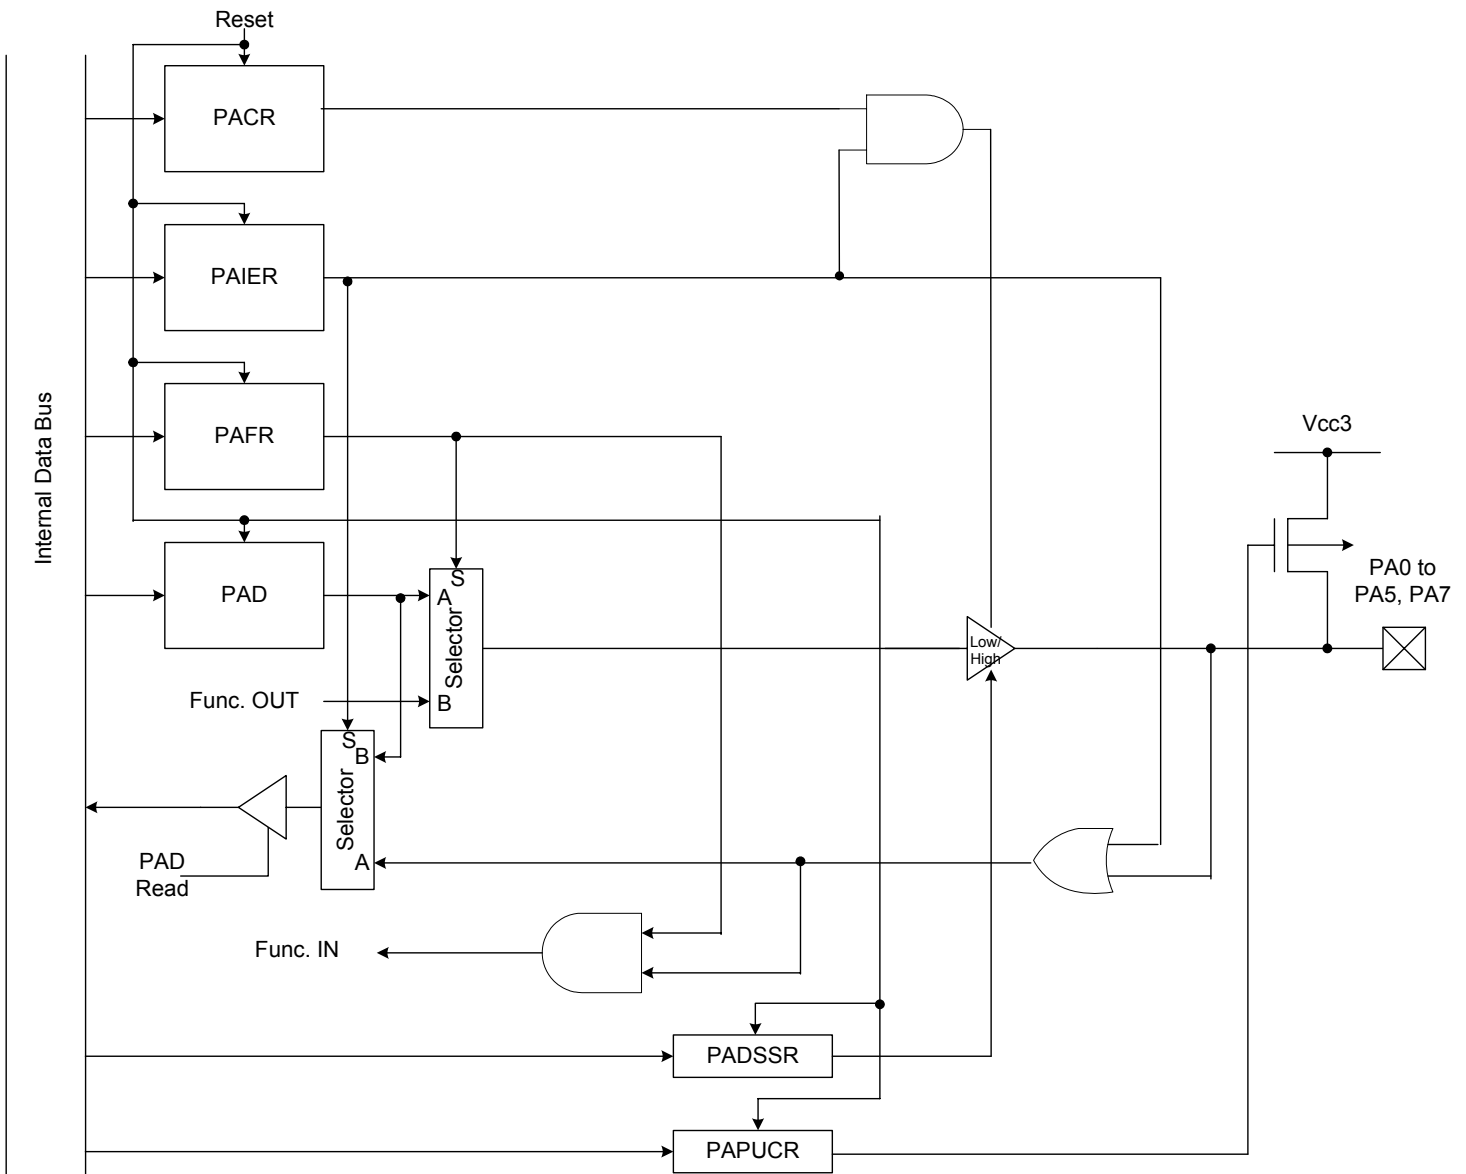 Reset
PACR
PAIER
PAFR
Internal Data Bus
Vcc3
PAD
PA0 to
PA5, PA7
S
A
Selector
B
Low/
High
Func. OUT
S
B
Selector
A
PAD
Read
Func. IN
PADSSR
PAPUCR